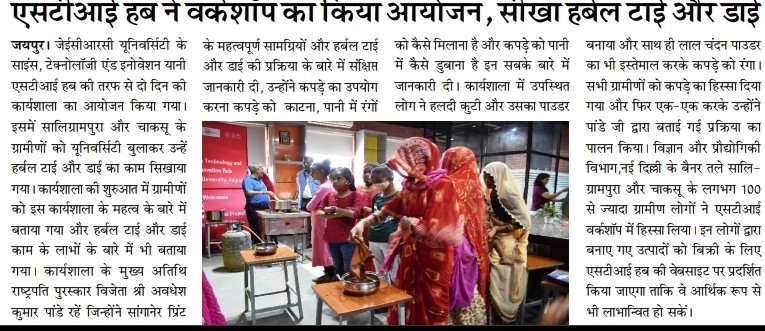 एसटीआई हब ने वर्कशॉप का किया आयोजन, सीखा हर्बल टाई और डाई
जयपुर। जेईसीआरसी यूनिवर्सिटी के
साइंस, टेक्नोलॉजी एंड इनोवेशन यानी
एसटीआई हब की तरफ से दो दिन की
कार्यशाला का आयोजन किया गया।
इसमें सालिगरामपुरा और चाकसू के
ग्रामीणों को यूनिवर्सिटी बुलाकर उन्हें
हर्बल टाई और डाई का काम सिखाया
गया। कार्यशाला की शुरुआत में ग्रामीणों
को इस कार्यशाला के महत्व के बारे में
बताया गया और हर्बल टाई और डाई
काम के लाभों के बारे में भी बताया
गया। कार्यशाला के मुख्य अतिथि
राष्ट्रपति पुरस्कार विजेता श्री अवधेश
कुमार पांडे रहें जिन्होंने सांगानेर प्रिंट
के महत्वपूर्ण सामग्रियों और हर्बल टाई
और डाई की प्रक्रिया के बारे में संक्षिप्त
जानकारी दी, उन्होंने कपड़े का उपयोग
करना कपड़े को काटना, पानी में रंगों
को कैसे मिलाना है और कपड़े को पानी
में कैसे डुबाना है इन सबके बारे में
जानकारी दी। कार्यशाला में उपस्थित
लोग ने हलदी कुटी और उसका पाउडर
बनाया और साथ ही लाल चंदन पाउडर
का भी इस्तेमाल करके कपड़े को रंगा।
सभी ग्रामीणों को कपड़े का हिस्सा दिया
गया और फिर एक-एक करके उन्होंने
पांडे जी द्वारा बताई गई प्रक्रिया का
पालन किया। विज्ञान और प्रौद्योगिकी
विभाग,नई दिल्ली के बैनर तले सालि-
ग्रामपुरा और चाकसू के लगभग 100
से ज्यादा ग्रामीण लोगों ने एसटीआई
वर्कशॉप में हिस्सा लिया। इन लोगों द्वारा
बनाए गए उत्पादों को बिक्री के लिए
एसटीआई हब की वेबसाइट पर प्रदर्शित
किया जाएगा ताकि वे आर्थिक रूप से
भी लाभान्वित हो सकें।
Technology and